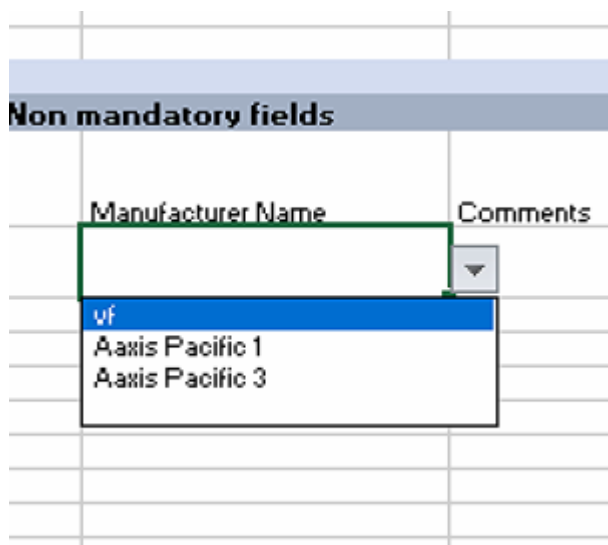 Non mandatory fields
Manufacturer Name
Comments
vf
Aaxis Pacific 1
Aaxis Pacific 3